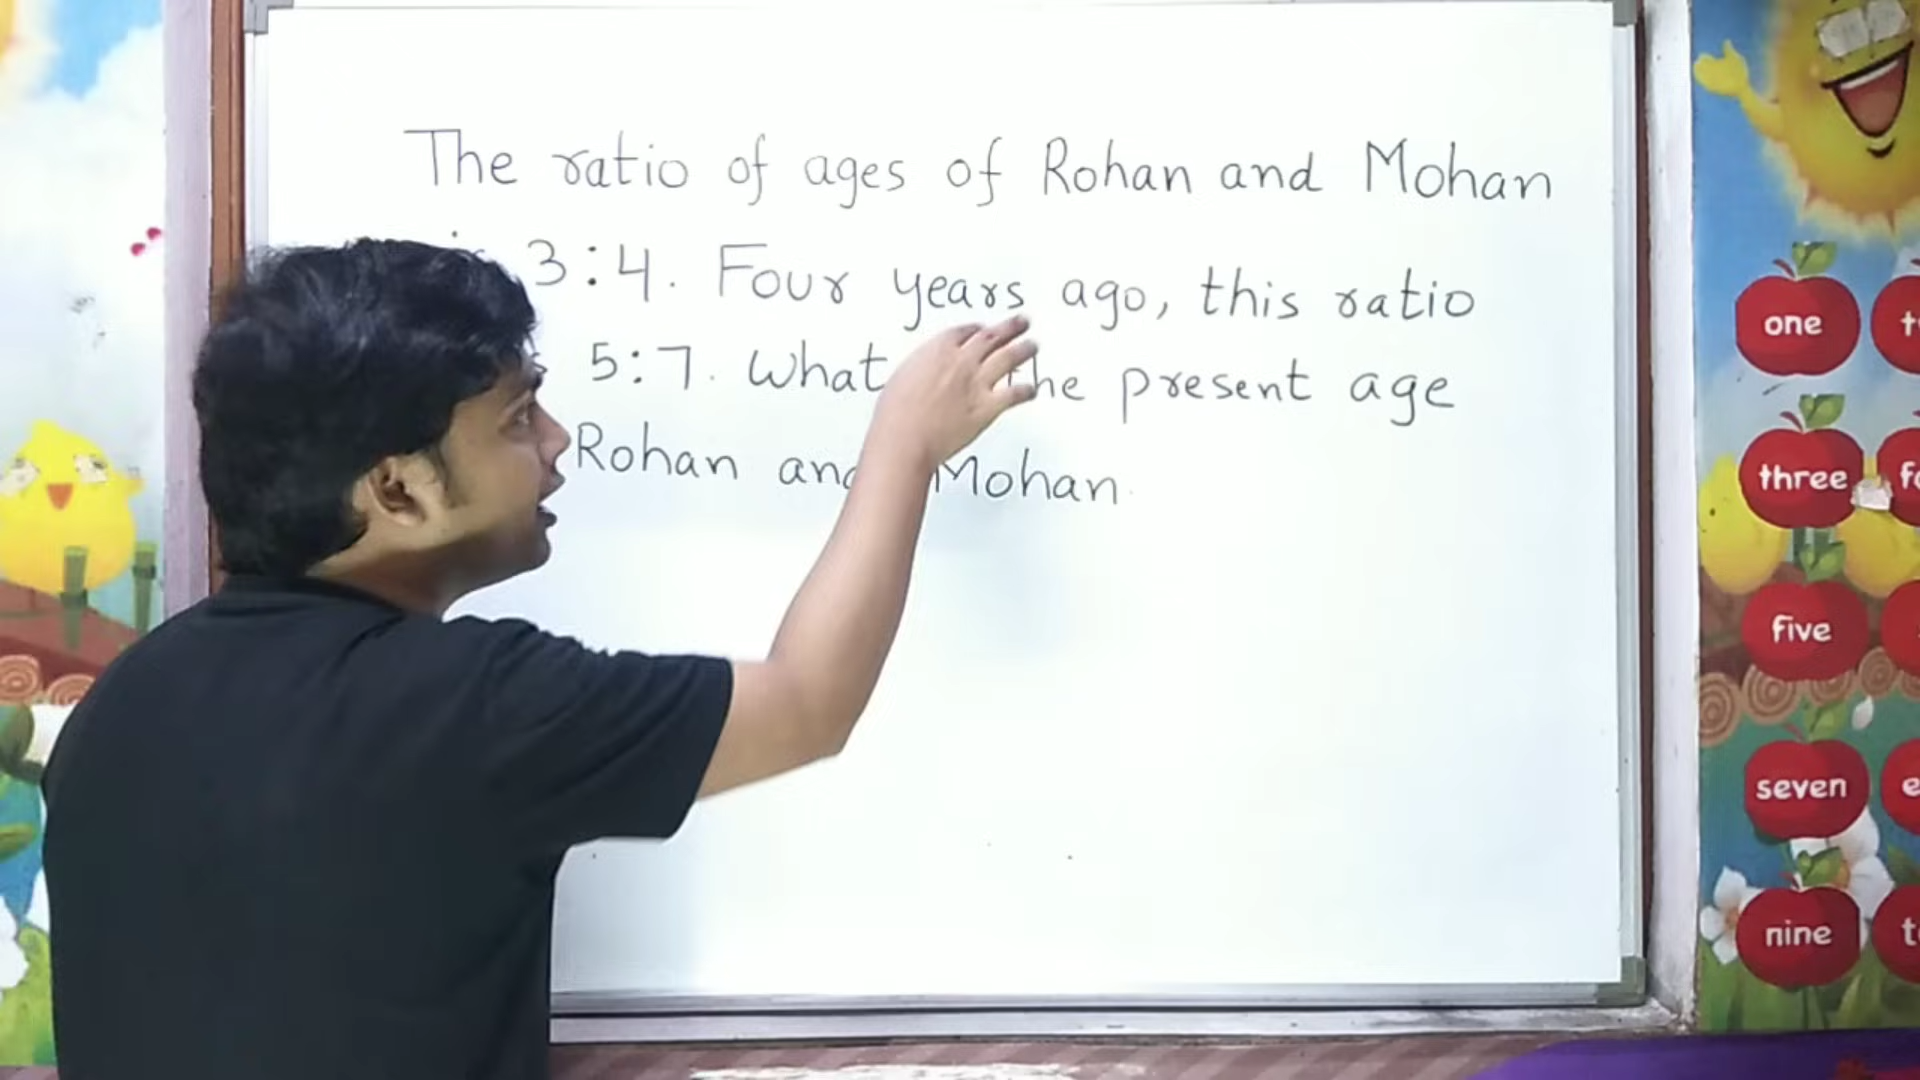 The ratio of ages of Rohan and Mohan
3:4. Four years ago, this ratio
5:7. What the present age
Rohan and Mohan.
one
three
five
seven
nine